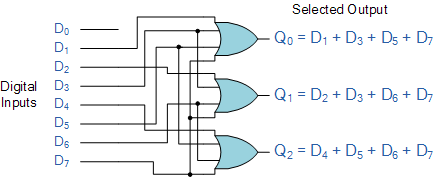 Selected Output
D0
D1
D2
D3
D4
D5
D6
D7
Digital
Inputs
Q0 = D1 + D3 + D5 + D7
Q1 = D2 + D3 + D6 + D7
Q2 = D4 + D5 + D6 + D7